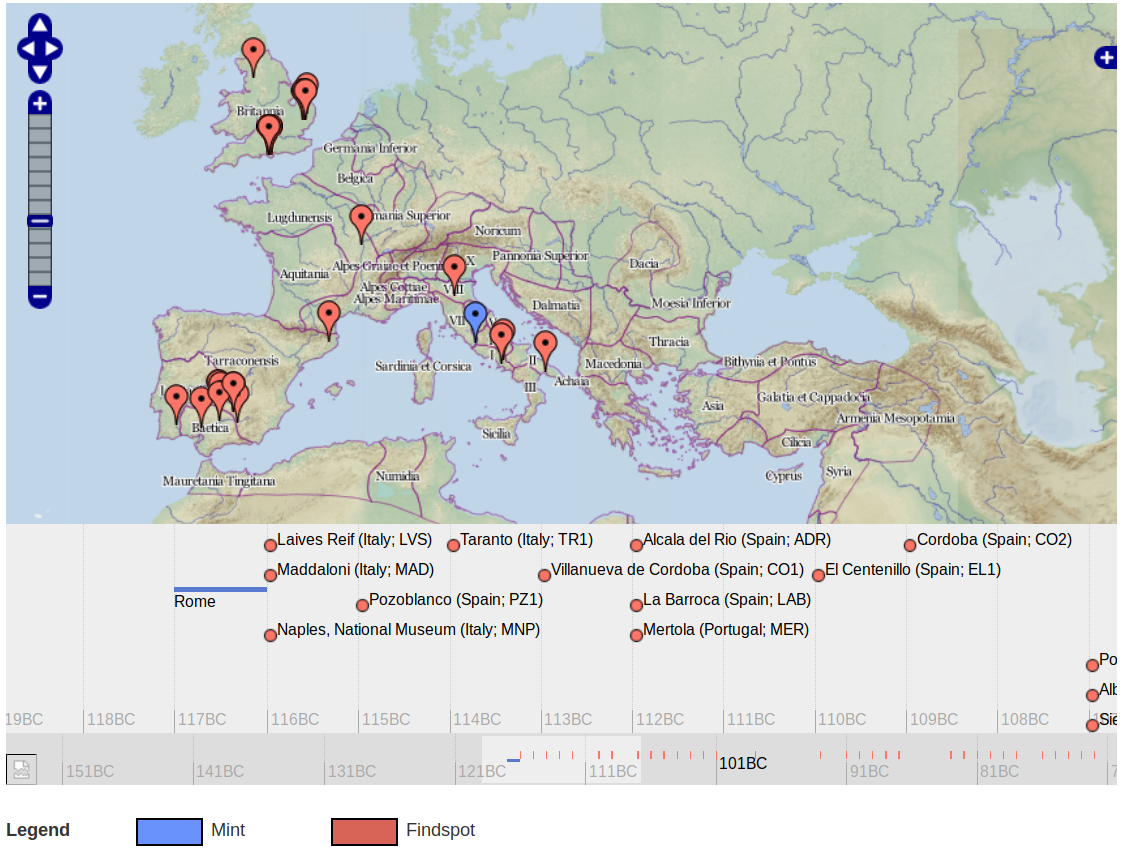 Britannia
Germania Inferior
Belgica
Lugdunensis
mania Superior
Noricum
Aquitania
Alpes Graiae et Poeni
X
Pannonia Superior
Dacia
Alpes Cottiae
VIII
Alpes Maritimae
Dalmatia
Moesia Inferior
VII
V
Thracia
Tarraconensis
Sardinia et Corsica
I
II
Macedonia
Bithynia et Pontus
III
Achaia
Asia
Galatia et Cappadocia
Armenia Mesopotamia
Baetica
Sicilia
Cilicia
Mauretania Tingitana
Numidia
Cyprus
Syria
Laives Reif (Italy; LVS)
Taranto (Italy; TR1)
Alcala del Rio (Spain; ADR)
Cordoba (Spain; CO2)
Maddaloni (Italy; MAD)
Villanueva de Cordoba (Spain; CO1)
El Centenillo (Spain; EL1)
Rome
Pozoblanco (Spain; PZ1)
La Barroca (Spain; LAB)
Naples, National Museum (Italy; MNP)
Mertola (Portugal; MER)
Po
Alb
Sie
19BC 118BC 117BC 116BC 115BC 114BC 113BC 112BC 111BC 110BC 109BC 108BC
151BC 141BC 131BC 121BC 111BC 101BC 91BC 81BC 7
Legend Mint Findspot